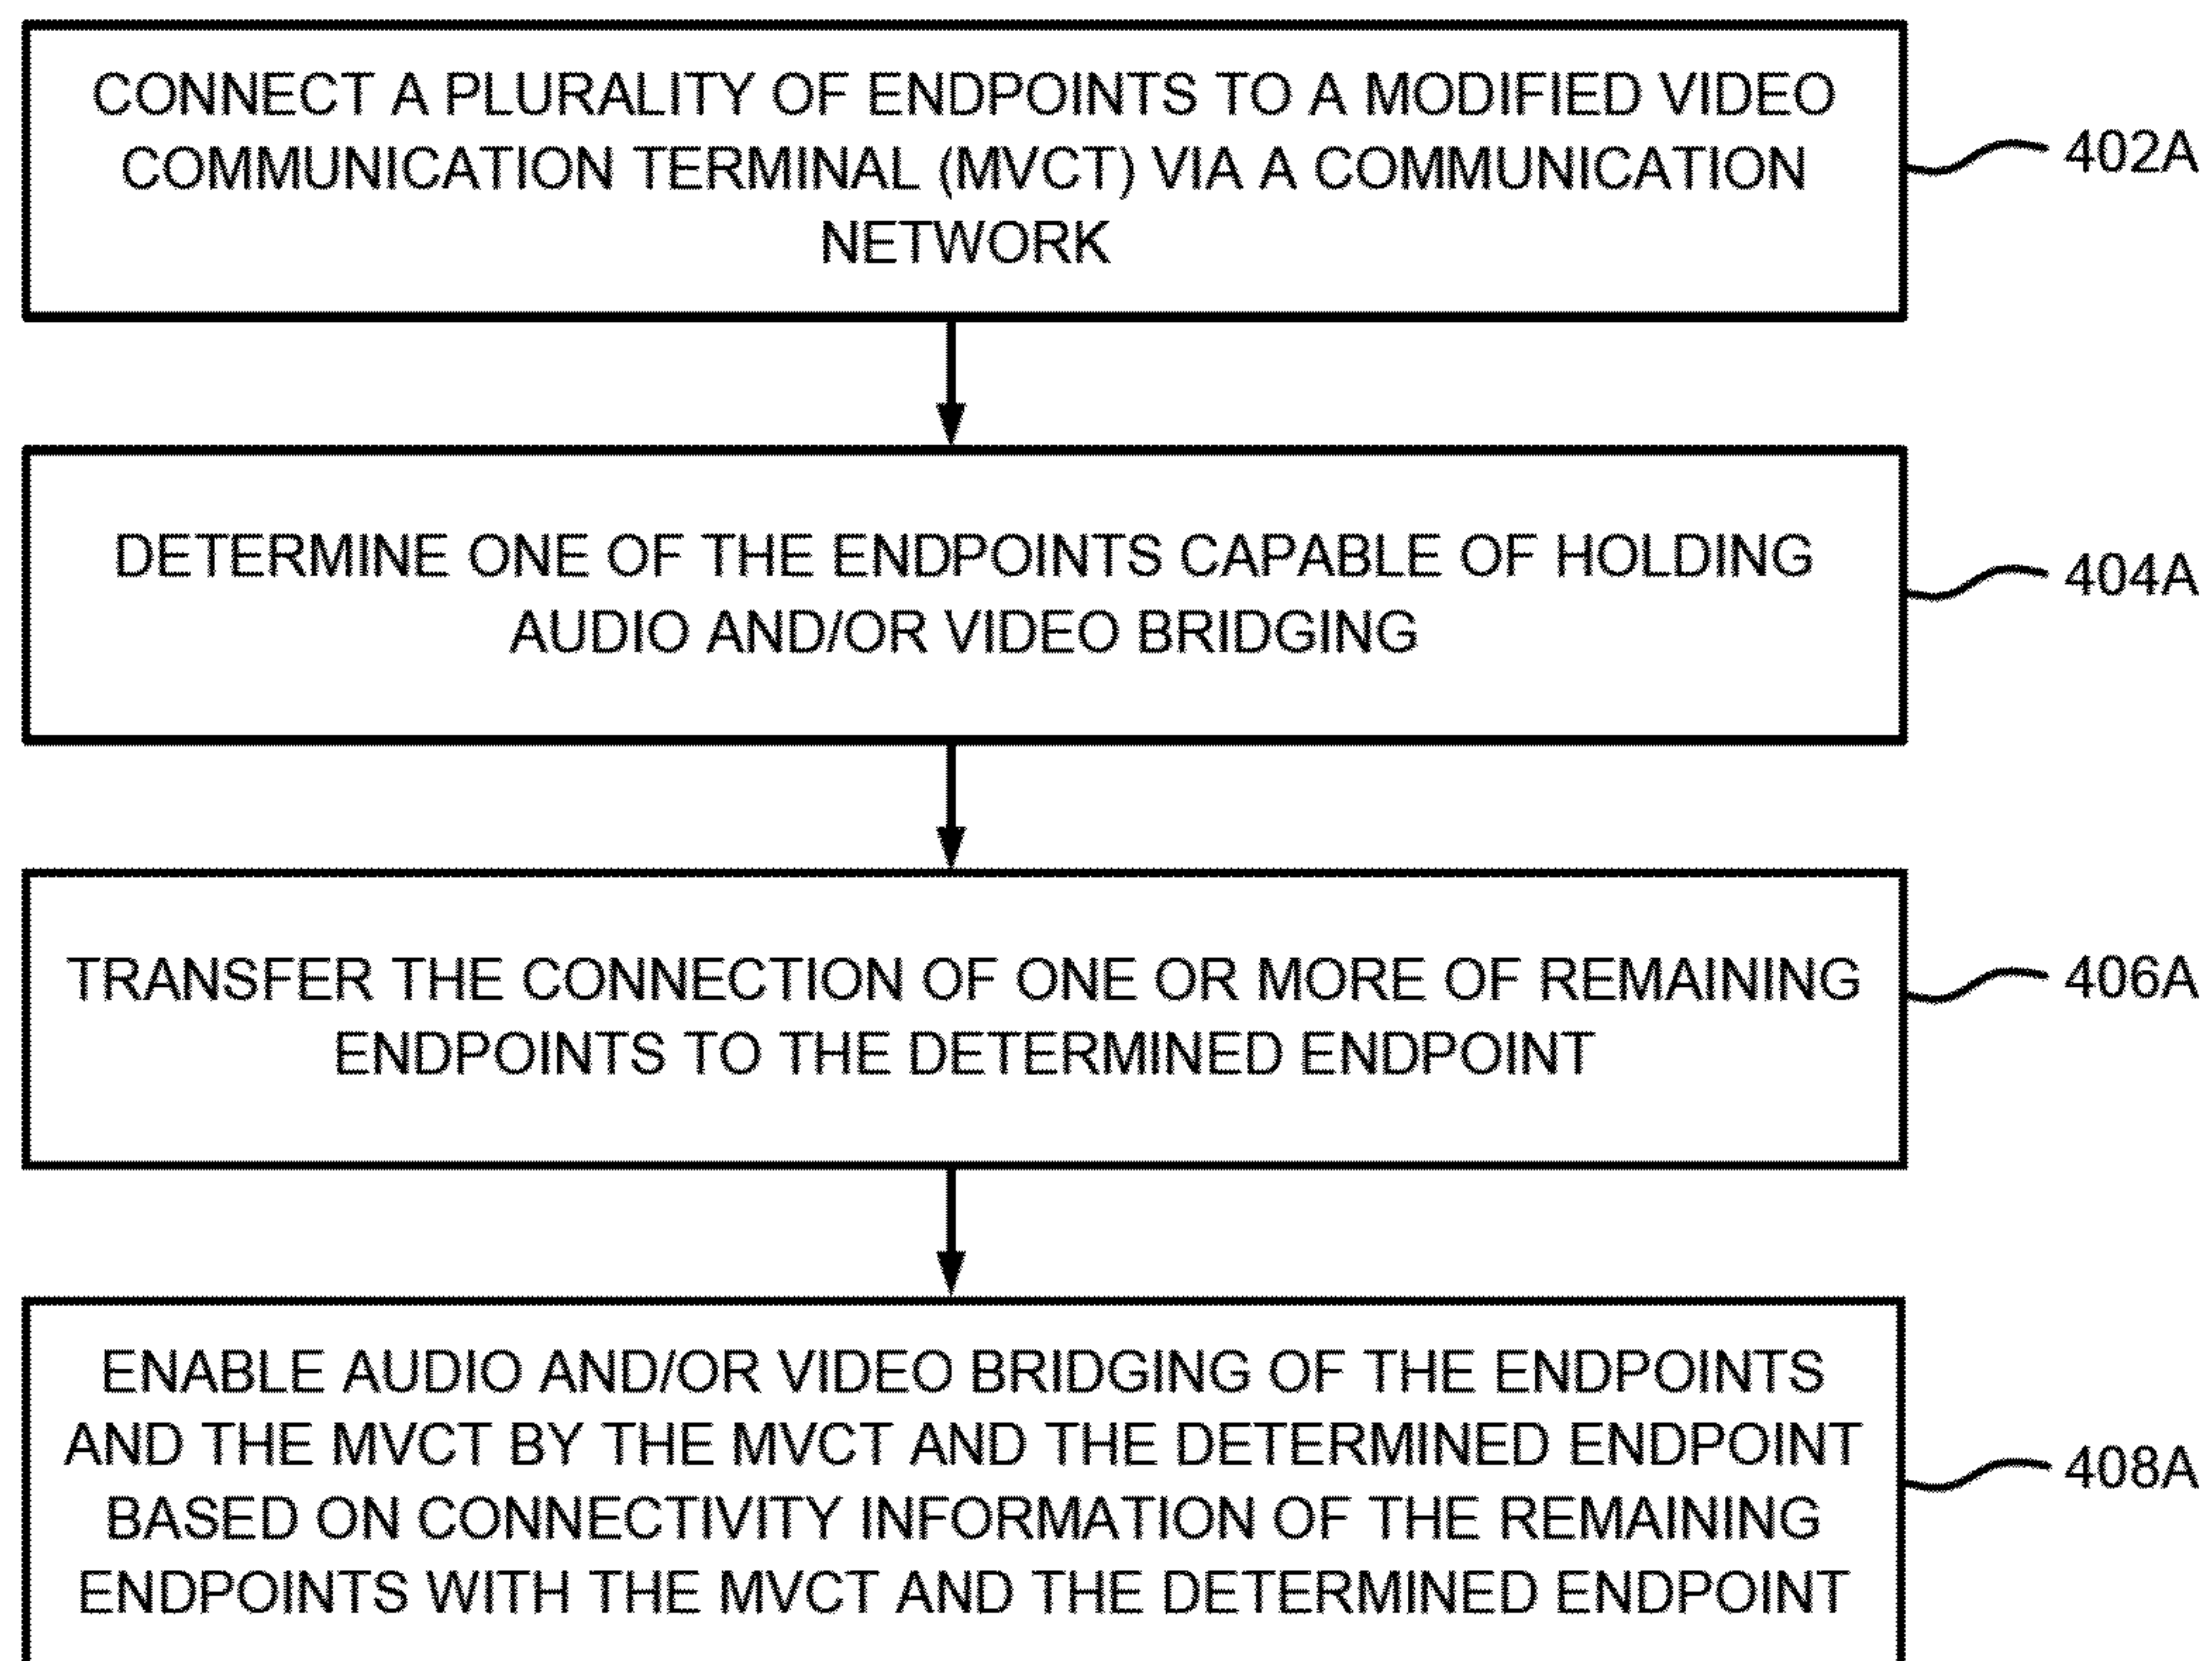 CONNECT A PLURALITY OF ENDPOINTS TO A MODIFIED VIDEO
COMMUNICATION TERMINAL (MVCT) VIA A COMMUNICATION
NETWORK
402A
DETERMINE ONE OF THE ENDPOINTS CAPABLE OF HOLDING
AUDIO AND/OR VIDEO BRIDGING
404A
TRANSFER THE CONNECTION OF ONE OR MORE OF REMAINING
ENDPOINTS TO THE DETERMINED ENDPOINT
406A
ENABLE AUDIO AND/OR VIDEO BRIDGING OF THE ENDPOINTS
AND THE MVCT BY THE MVCT AND THE DETERMINED ENDPOINT
BASED ON CONNECTIVITY INFORMATION OF THE REMAINING
ENDPOINTS WITH THE MVCT AND THE DETERMINED ENDPOINT
408A